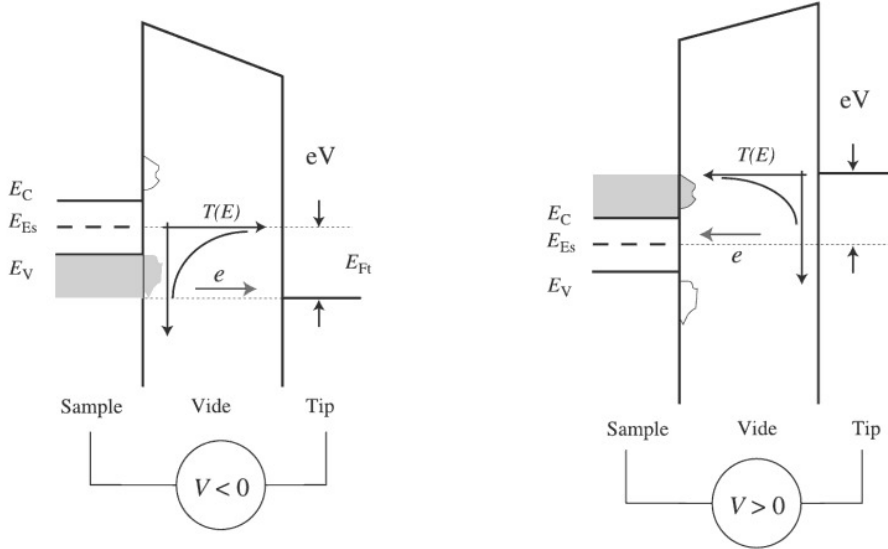 eV
E_C
T(E)
E_Es
E_V
e
E_Ft
Sample Vide Tip
V < 0
eV
T(E)
E_C
E_Es
e
E_V
Sample Vide Tip
V > 0